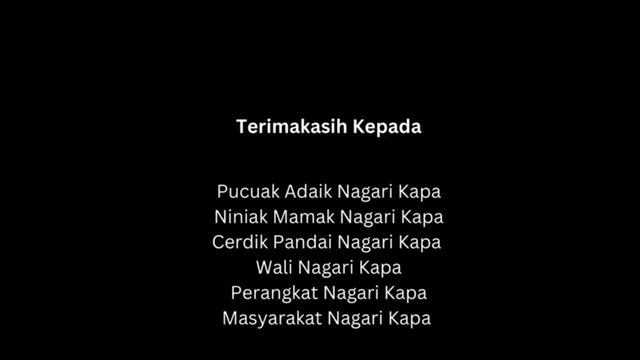 Terimakasih Kepada
Pucuak Adaik Nagari Kapa
Niniak Mamak Nagari Kapa
Cerdik Pandai Nagari Kapa
Wali Nagari Kapa
Perangkat Nagari Kapa
Masyarakat Nagari Kapa